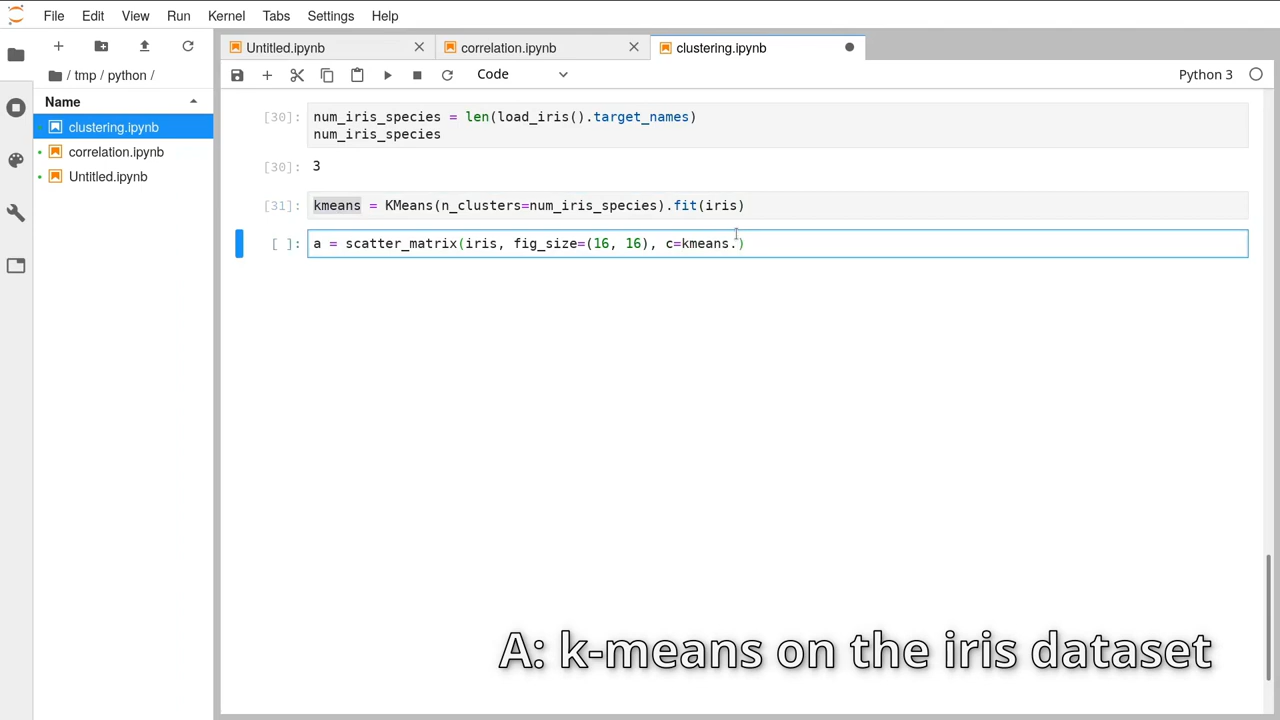 File Edit View Run Kernel Tabs Settings Help
Untitled.ipynb correlation.ipynb clustering.ipynb
/ tmp / python /
Code
Python 3
Name
clustering.ipynb
correlation.ipynb
Untitled.ipynb
[30]: num_iris_species = len(load_iris().target_names)
num_iris_species
[30]: 3
[31]: kmeans = KMeans(n_clusters=num_iris_species).fit(iris)
[ ]: a = scatter_matrix(iris, fig_size=(16, 16), c=kmeans.)
A: k-means on the iris dataset